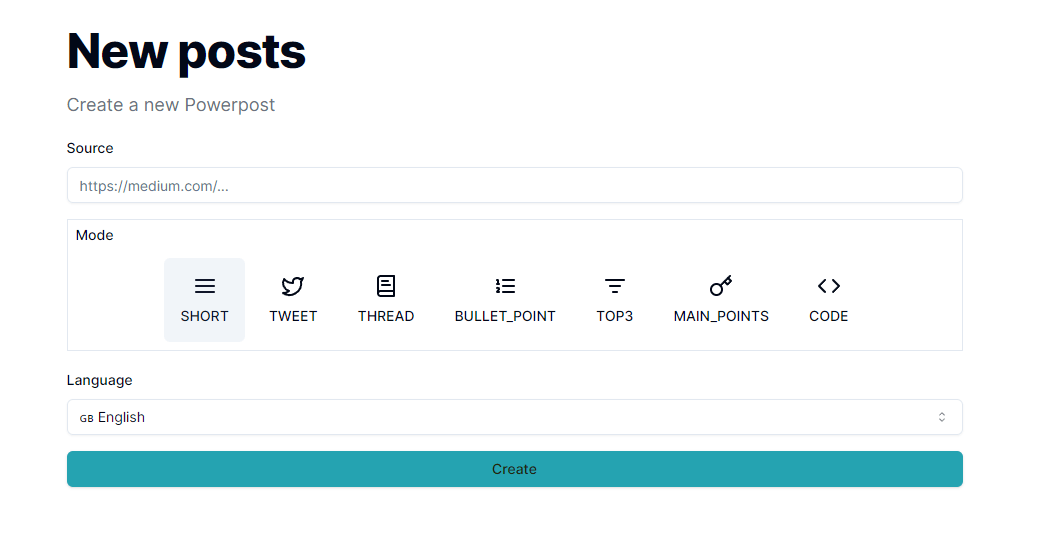 New posts
Create a new Powerpost
Source
https://medium.com/...
Mode
SHORT TWEET THREAD BULLET_POINT TOP3 MAIN_POINTS CODE
Language
GB English
Create